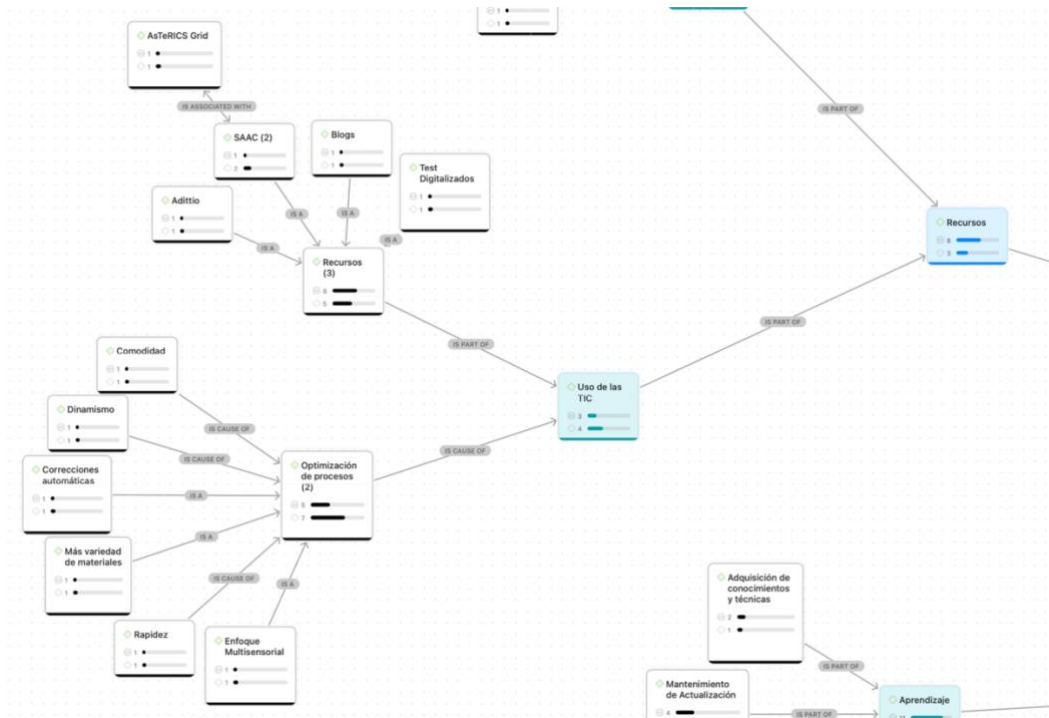 1
1
AsTeRICS Grid
1
1
IS PART OF
IS ASSOCIATED WITH
SAAC (2)
1
2
Blogs
1
1
Test
Digitalizados
1
1
Adittio
1
1
IS A
IS A
IS A
IS A
Recursos
(3)
6
5
Recursos
6
3
IS PART OF
IS PART OF
Comodidad
1
1
Uso de las
TIC
3
4
Dinamismo
1
1
IS CAUSE OF
IS CAUSE OF
IS CAUSE OF
Correcciones
automáticas
1
1
IS A
Optimización
de procesos
(2)
5
7
Más variedad
de materiales
1
1
IS A
IS CAUSE OF
IS A
Rapidez
1
1
Enfoque
Multisensorial
1
1
Adquisición de
conocimientos
y técnicas
2
1
IS PART OF
Mantenimiento
de Actualización
4
IS PART OF
Aprendizaje